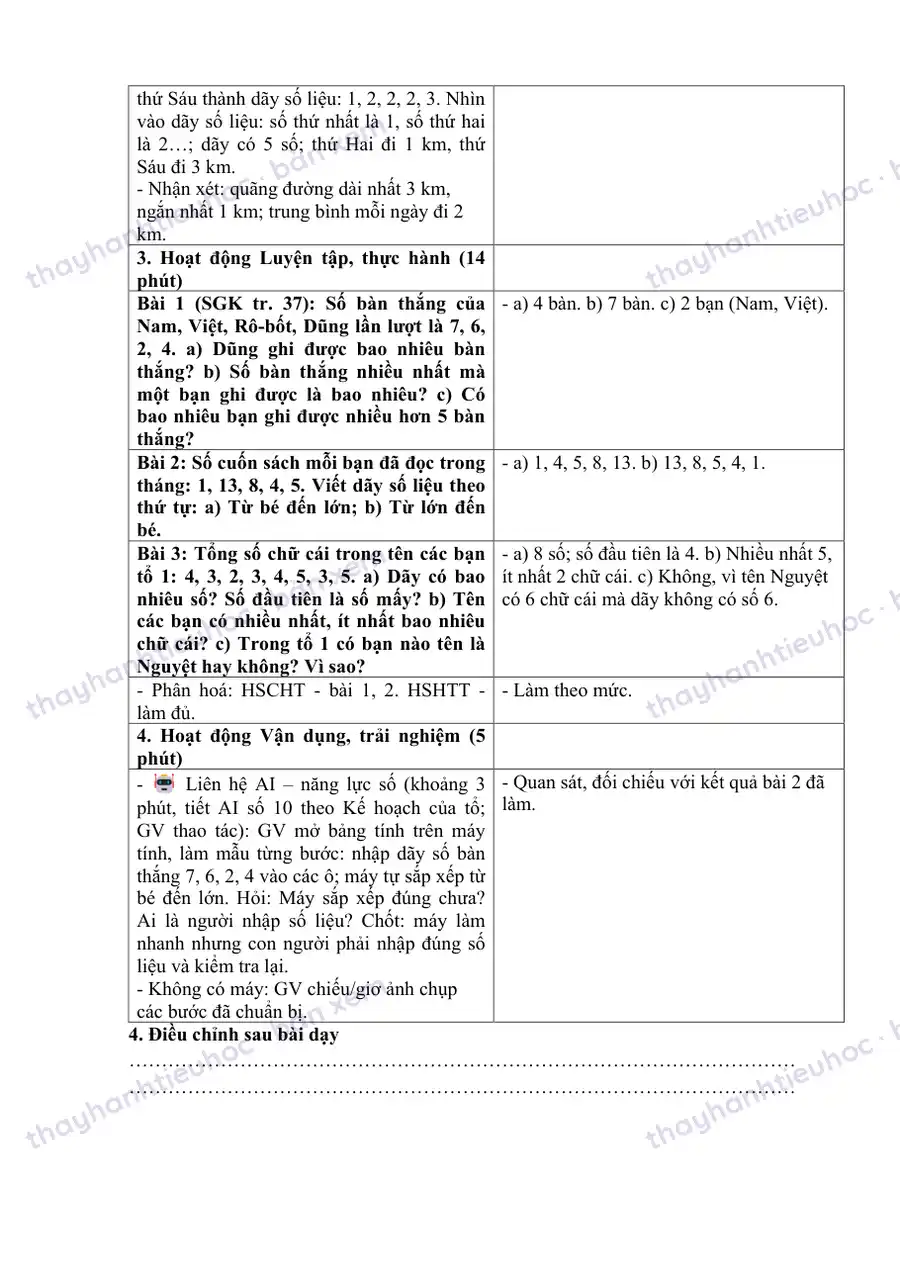 thứ Sáu thành dãy số liệu: 1, 2, 2, 2, 3. Nhìn
vào dãy số liệu: số thứ nhất là 1, số thứ hai
là 2…; dãy có 5 số; thứ Hai đi 1 km, thứ
Sáu đi 3 km.
- Nhận xét: quãng đường dài nhất 3 km,
ngắn nhất 1 km; trung bình mỗi ngày đi 2
km.
3. Hoạt động Luyện tập, thực hành (14
phút)
Bài 1 (SGK tr. 37): Số bàn thắng của
Nam, Việt, Rô-bốt, Dũng lần lượt là 7, 6,
2, 4. a) Dũng ghi được bao nhiêu bàn
thắng? b) Số bàn thắng nhiều nhất mà
một bạn ghi được là bao nhiêu? c) Có
bao nhiêu bạn ghi được nhiều hơn 5 bàn
thắng?
- a) 4 bàn. b) 7 bàn. c) 2 bạn (Nam, Việt).
Bài 2: Số cuốn sách mỗi bạn đã đọc trong
tháng: 1, 13, 8, 4, 5. Viết dãy số liệu theo
thứ tự: a) Từ bé đến lớn; b) Từ lớn đến
bé.
- a) 1, 4, 5, 8, 13. b) 13, 8, 5, 4, 1.
Bài 3: Tổng số chữ cái trong tên các bạn
tổ 1: 4, 3, 2, 3, 4, 5, 3, 5. a) Dãy có bao
nhiêu số? Số đầu tiên là số mấy? b) Tên
các bạn có nhiều nhất, ít nhất bao nhiêu
chữ cái? c) Trong tổ 1 có bạn nào tên là
Nguyệt hay không? Vì sao?
- a) 8 số; số đầu tiên là 4. b) Nhiều nhất 5,
ít nhất 2 chữ cái. c) Không, vì tên Nguyệt
có 6 chữ cái mà dãy không có số 6.
- Phân hoá: HSCHT - bài 1, 2. HSHTT -
làm đủ.
- Làm theo mức.
4. Hoạt động Vận dụng, trải nghiệm (5
phút)
- Liên hệ AI – năng lực số (khoảng 3
phút, tiết AI số 10 theo Kế hoạch của tổ;
GV thao tác): GV mở bảng tính trên máy
tính, làm mẫu từng bước: nhập dãy số bàn
thắng 7, 6, 2, 4 vào các ô; máy tự sắp xếp từ
bé đến lớn. Hỏi: Máy sắp xếp đúng chưa?
Ai là người nhập số liệu? Chốt: máy làm
nhanh nhưng con người phải nhập đúng số
liệu và kiểm tra lại.
- Không có máy: GV chiếu/giơ ảnh chụp
các bước đã chuẩn bị.
- Quan sát, đối chiếu với kết quả bài 2 đã
làm.
4. Điều chỉnh sau bài dạy
…………………………………………………………………………………………
…………………………………………………………………………………………
thayhanhtieuhoc · bản xem
thayhanhtieuhoc · b
thayhanhtieuhoc · bản xem
thayhanhtieuhoc · b
thayhanhtieuhoc · bản xem
thayhanhtieuhoc · b